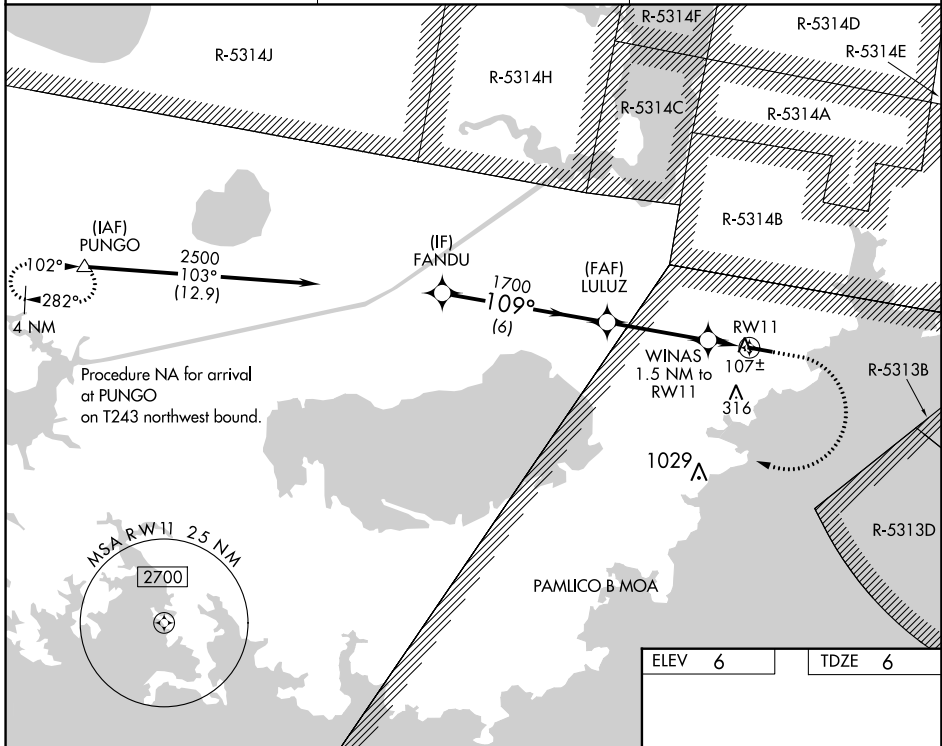 R-5314F
R-5314D
R-5314J
R-5314E
R-5314H
R-5314C
R-5314A
R-5314B
(IAF)
PUNGO
102°
282°
4 NM
2500
103°
(12.9)
(IF)
FANDU
1700
109°
(6)
(FAF)
LULUZ
RW11
107±
WINAS
1.5 NM to
RW11
316
1029
R-5313B
R-5313D
Procedure NA for arrival
at PUNGO
on T243 northwest bound.
MSA RW11 25 NM
2700
PAMLICO B MOA
ELEV 6
TDZE 6